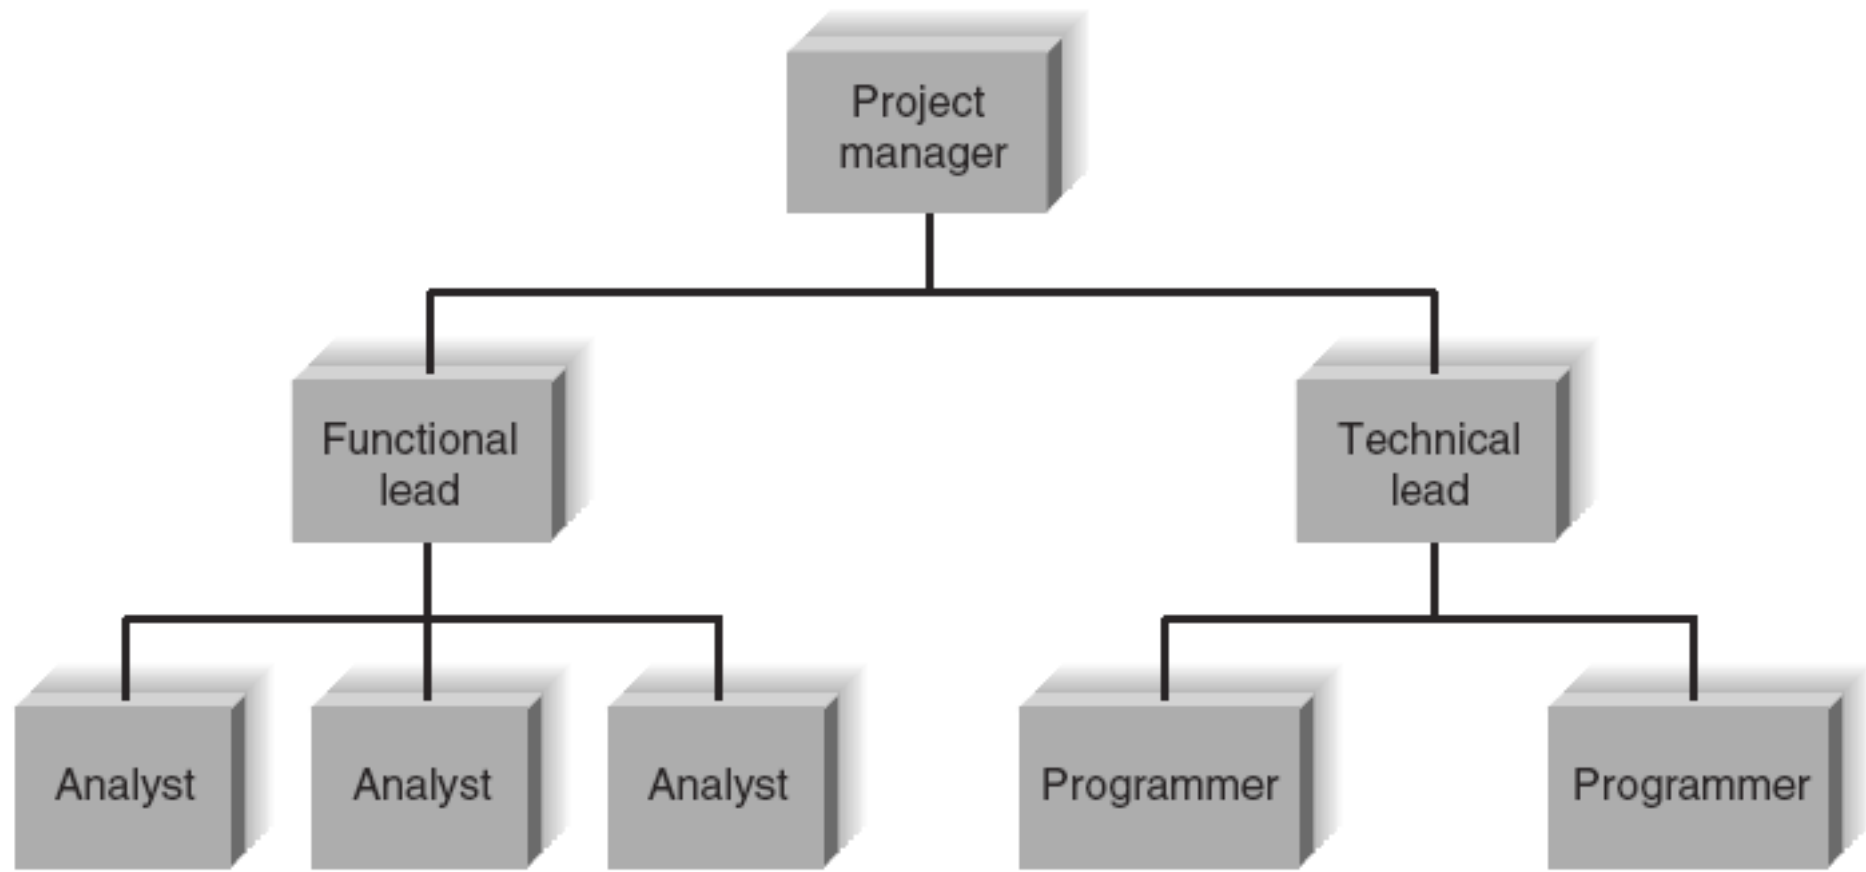 Project
manager
Functional
lead
Technical
lead
Analyst
Analyst
Analyst
Programmer
Programmer